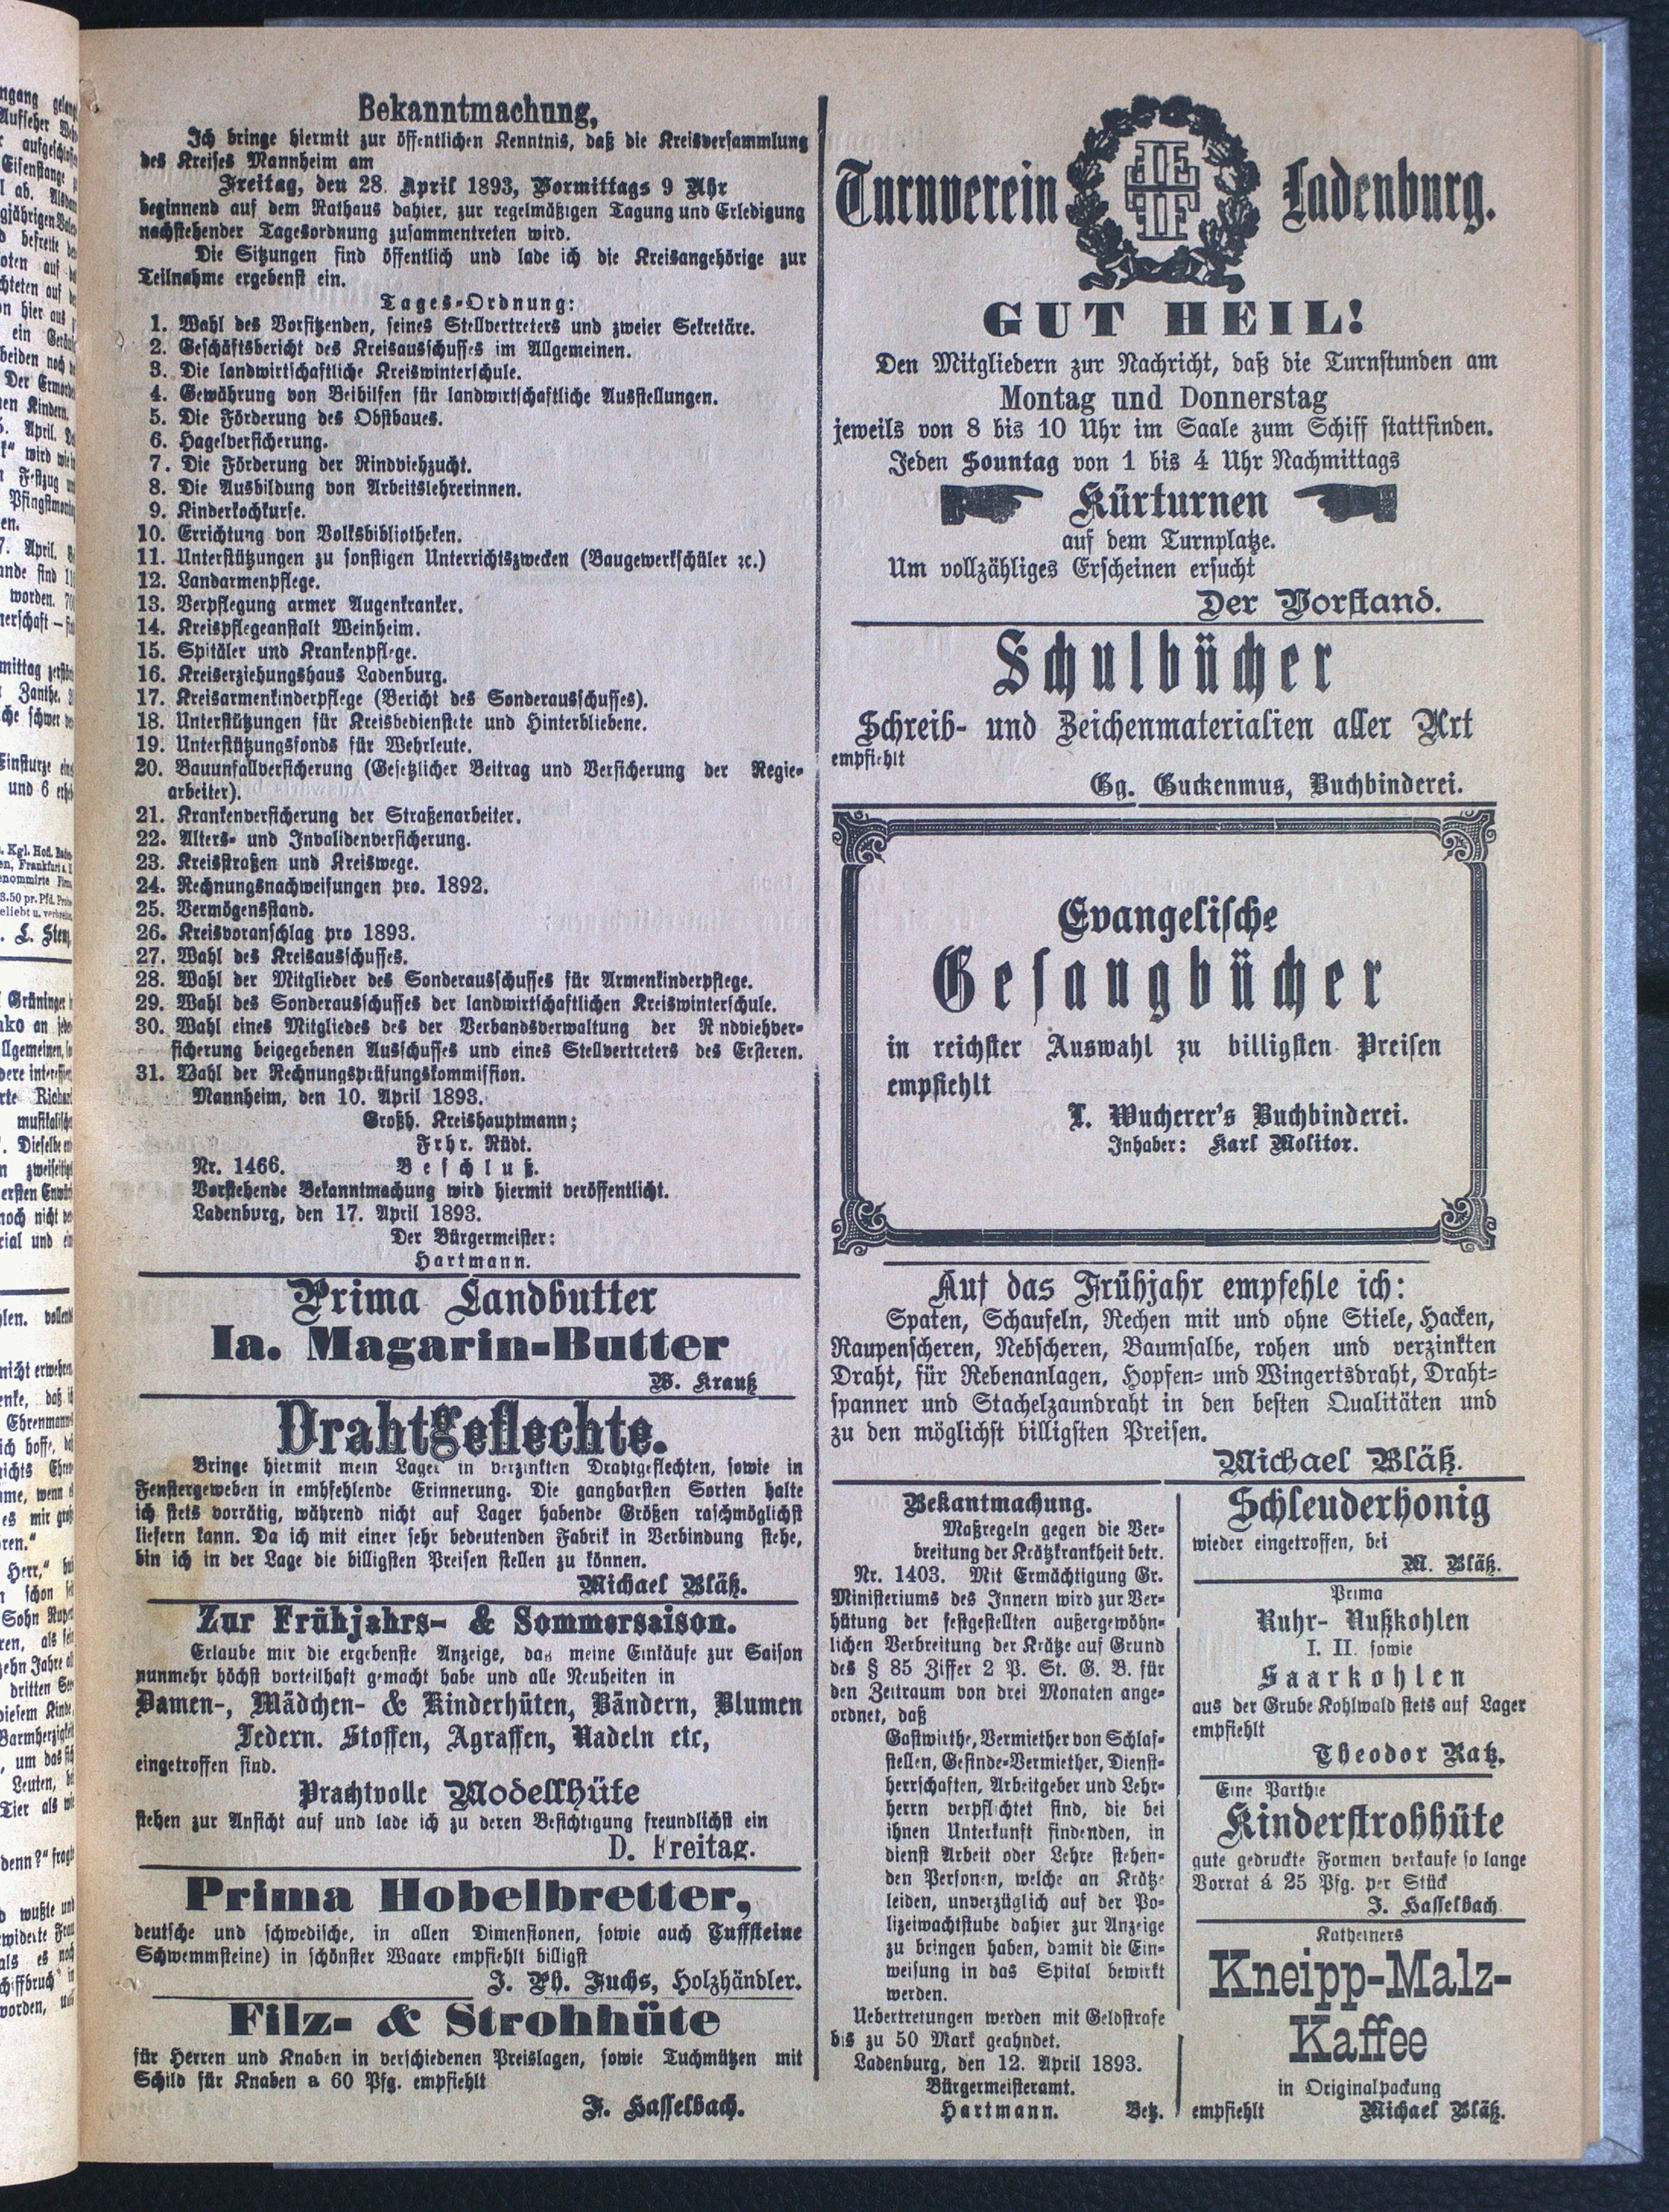 Bekanntmachung,
Ich bringe hiermit zur öffentlichen Kenntnis, daß die Kreisversammlung
des Kreises Mannheim am
Freitag, den 28. April 1893, Vormittags 9 Uhr
beginnend auf dem Rathaus dahier, zur regelmäßigen Tagung und Erledigung
nachstehender Tagesordnung zusammentreten wird.
Die Sitzungen sind öffentlich und lade ich die Kreisangehörige zur
Teilnahme ergebenst ein.
Tages-Ordnung:
1. Wahl des Vorsitzenden, seines Stellvertreters und zweier Sekretäre.
2. Geschäftsbericht des Kreisausschusses im Allgemeinen.
3. Die landwirtschaftliche Kreiswinterschule.
4. Gewährung von Beihilfen für landwirtschaftliche Ausstellungen.
5. Die Förderung des Obstbaues.
6. Hagelversicherung.
7. Die Förderung der Rindviehzucht.
8. Die Ausbildung von Arbeitslehrerinnen.
9. Kinderkochkurse.
10. Errichtung von Volksbibliotheken.
11. Unterstützungen zu sonstigen Unterrichtszwecken (Baugewerkschüler ꝛc.)
12. Landarmenpflege.
13. Verpflegung armer Augenkranker.
14. Kreispflegeanstalt Weinheim.
15. Spitäler und Krankenpflege.
16. Kreiserziehungshaus Ladenburg.
17. Kreisarmenkinderpflege (Bericht des Sonderausschusses).
18. Unterstützungen für Kreisbedienstete und Hinterbliebene.
19. Unterstützungsfonds für Wehrleute.
20. Bauunfallversicherung (Gesetzlicher Beitrag und Versicherung der Regie-
arbeiter).
21. Krankenversicherung der Straßenarbeiter.
22. Alters- und Invalidenversicherung.
23. Kreisstraßen und Kreiswege.
24. Rechnungsnachweisungen pro. 1892.
25. Vermögensstand.
26. Kreisvoranschlag pro 1893.
27. Wahl des Kreisausschusses.
28. Wahl der Mitglieder des Sonderausschusses für Armenkinderpflege.
29. Wahl des Sonderausschusses der landwirtschaftlichen Kreiswinterschule.
30. Wahl eines Mitgliedes des der Verbandsverwaltung der R ndviehver-
sicherung beigegebenen Ausschusses und eines Stellvertreters des Ersteren.
31. Wahl der Rechnungsprüfungskommission.
Mannheim, den 10. April 1893.
Großh. Kreishauptmann;
Frhr. Rüdt.
Nr. 1466. Beschluß.
Vorstehende Bekanntmachung wird hiermit veröffentlicht.
Ladenburg, den 17. April 1893.
Der Bürgermeister:
Hartmann.
Prima Landbutter
Ia. Magarin-Butter
W. Krauß
Drahtgeflechte.
Bringe hiermit mein Lager in verzinkten Drahtgeflechten, sowie in
Fenstergeweben in emhfehlende Erinnerung. Die gangbarsten Sorten halte
ich stets vorrätig, während nicht auf Lager habende Größen raschmöglichst
liefern kann. Da ich mit einer sehr bedeutenden Fabrik in Verbindung stehe,
bin ich in der Lage die billigsten Preisen stellen zu können.
Michael Bläß.
Zur Frühjahrs- & Sommersaison.
Erlaube mir die ergebenste Anzeige, daß meine Einkäufe zur Saison
nunmehr höchst vorteilhaft gemacht habe und alle Neuheiten in
Damen-, Mädchen- & Kinderhüten, Bändern, Blumen
Federn. Stoffen, Agraffen, Nadeln etc,
eingetroffen sind.
Prachtvolle Modellhüte
stehen zur Ansicht auf und lade ich zu deren Besichtigung freundlichst ein
D. Freitag.
Prima Hobelbretter,
deutsche und schwedische, in allen Dimensionen, sowie auch Tuffsteine
Schwemmsteine) in schönster Waare empfiehlt billigst
J. Ph. Fuchs, Holzhändler.
Filz- & Strohhüte
für Herren und Knaben in verschiedenen Preislagen, sowie Tuchmützen mit
Schild für Knaben a 60 Pfg. empfiehlt
J. Hasselbach.
Turnverein Ladenburg.
GUT HEIL!
Den Mitgliedern zur Nachricht, daß die Turnstunden am
Montag und Donnerstag
jeweils von 8 bis 10 Uhr im Saale zum Schiff stattfinden.
Jeden Sonntag von 1 bis 4 Uhr Nachmittags
Kürturnen
auf dem Turnplatze.
Um vollzähliges Erscheinen ersucht
Der Vorstand.
Schulbücher
Schreib- und Zeichenmaterialien aller Art
empfiehlt
Gg. Guckenmus, Buchbinderei.
Evangelische
Gesangbücher
in reichster Auswahl zu billigsten Preisen
empfiehlt
T. Wucherer's Buchbinderei.
Inhaber: Karl Molitor.
Auf das Frühjahr empfehle ich:
Spaten, Schaufeln, Rechen mit und ohne Stiele, Hacken,
Raupenscheren, Rebscheren, Baumsalbe, rohen und verzinkten
Draht, für Rebenanlagen, Hopfen- und Wingertsdraht, Draht-
spanner und Stachelzaundraht in den besten Qualitäten und
zu den möglichst billigsten Preisen.
Michael Bläß.
Bekantmachung.
Maßregeln gegen die Ver-
breitung der Krätzkrankheit betr.
Nr. 1403. Mit Ermächtigung Gr.
Ministeriums des Innern wird zur Ver-
hütung der festgestellten außergewöhn-
lichen Verbreitung der Krätze auf Grund
des § 85 Ziffer 2 P. St. G. B. für
den Zeitraum von drei Monaten ange-
ordnet, daß
Gastwirthe, Vermiether von Schlaf-
stellen, Gesinde-Vermiether, Dienst-
herrschaften, Arbeitgeber und Lehr-
herrn verpflichtet sind, die bei
ihnen Unterkunft findenden, in
dienst Arbeit oder Lehre stehen-
den Personen, welche an Krätze
leiden, unverzüglich auf der Po-
lizeiwachtstube dahier zur Anzeige
zu bringen haben, damit die Ein-
weisung in das Spital bewirkt
werden.
Uebertretungen werden mit Geldstrafe
bis zu 50 Mark geahndet.
Ladenburg, den 12. April 1893.
Bürgermeisteramt.
Hartmann. Betz.
Schleuderhonig
wieder eingetroffen, bei
M. Bläß.
Prima
Ruhr- Nußkohlen
I. II. sowie
Saarkohlen
aus der Grube Kohlwald stets auf Lager
empfiehlt
Theodor Ratz.
Eine Parthie
Kinderstrohhüte
gute gedruckte Formen verkaufe so lange
Vorrat á 25 Pfg. per Stück
J. Hasselbach
Katheiners
Kneipp-Malz-
Kaffee
in Originalpackung
empfiehlt Michael Bläß.